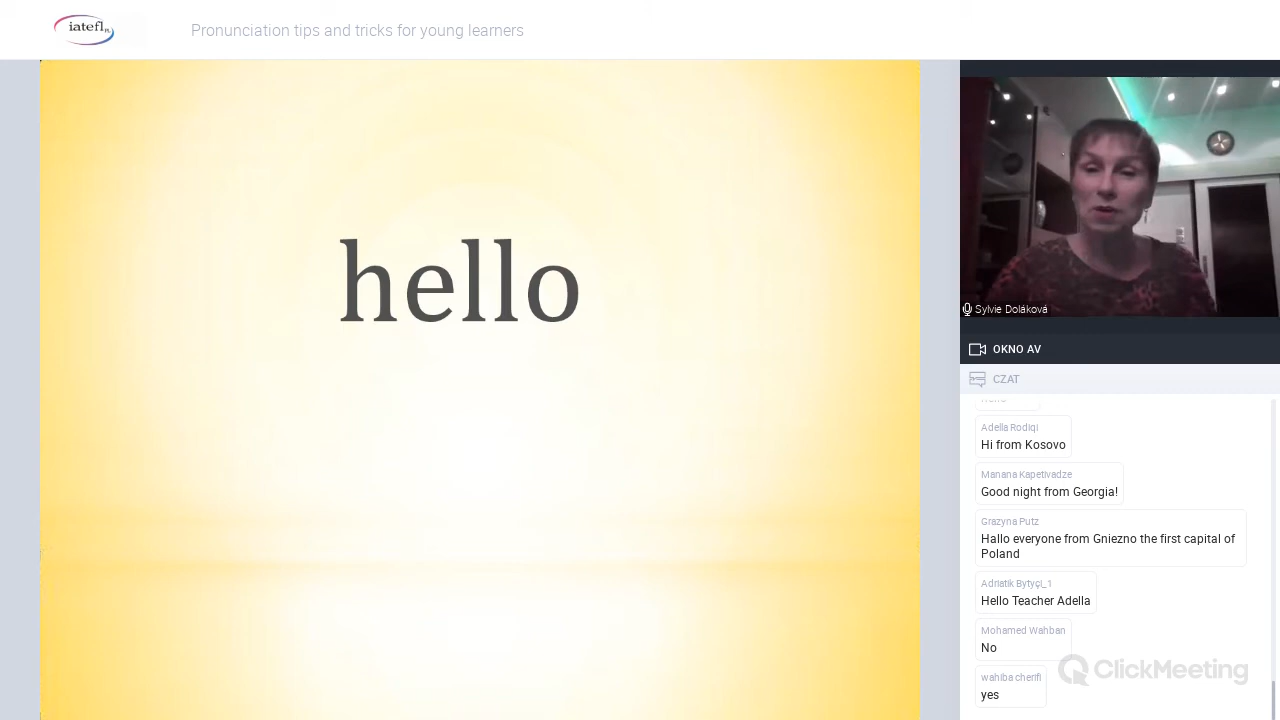 iatefl PL
Pronunciation tips and tricks for young learners
hello
Sylvie Doláková
OKNO AV
CZAT
Adella Rodiqi
Hi from Kosovo
Manana Kapetivadze
Good night from Georgia!
Grazyna Putz
Hallo everyone from Gniezno the first capital of
Poland
Adriatik Bytyçi_1
Hello Teacher Adella
Mohamed Wahban
No
wahiba cherifi
yes
ClickMeeting